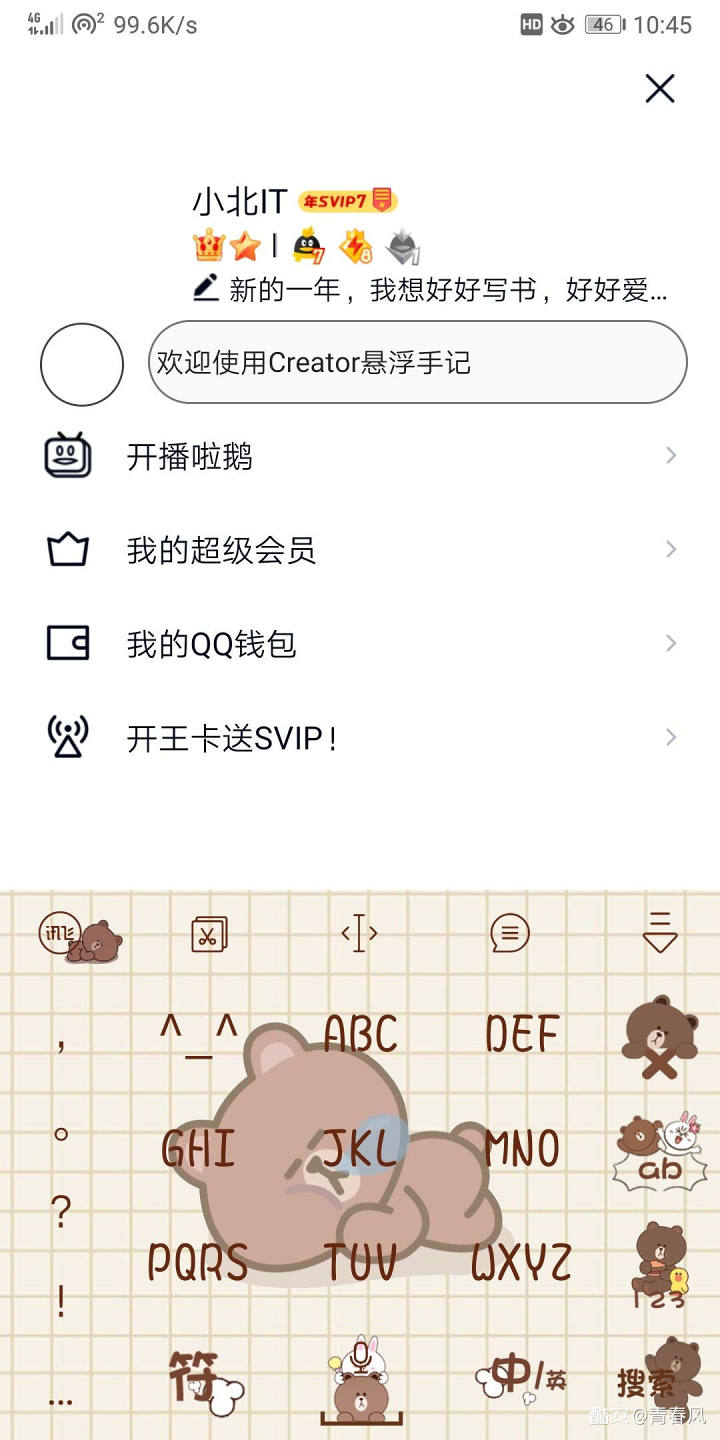 4G 2 99.6K/s HD 46 10:45
小北IT 年SVIP7
7 8 1
新的一年，我想好好写书，好好爱...
欢迎使用Creator悬浮手记
开播啦鹅
我的超级会员
我的QQ钱包
开王卡送SVIP！
， ^_^ ABC DEF
。 GHI JKL MNO ab
?
PQRS TUV WXYZ 123
!
... 符 中/英 搜索
酷安 @青春风